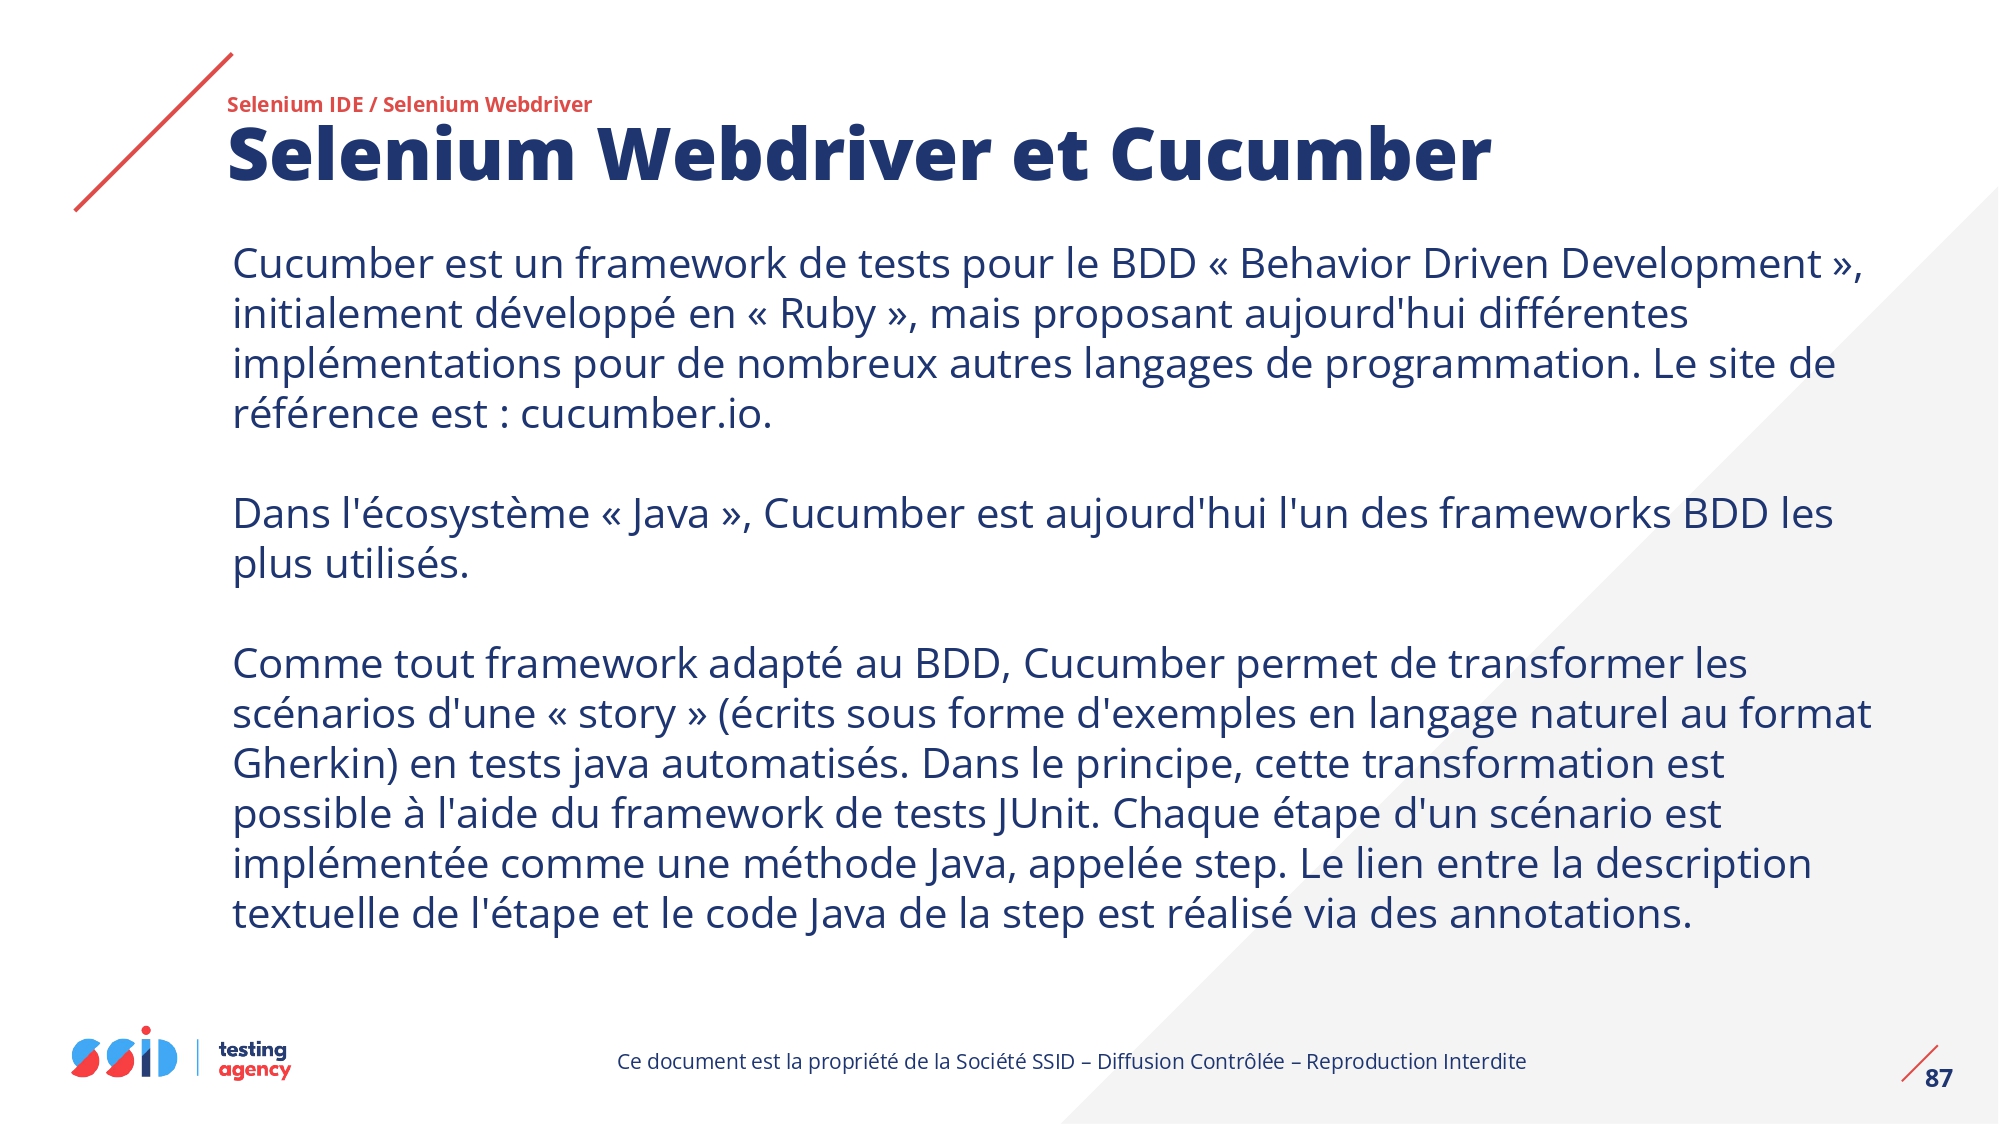 Selenium IDE / Selenium Webdriver
Selenium Webdriver et Cucumber
Cucumber est un framework de tests pour le BDD « Behavior Driven Development »,
initialement développé en « Ruby », mais proposant aujourd'hui différentes
implémentations pour de nombreux autres langages de programmation. Le site de
référence est : cucumber.io.
Dans l'écosystème « Java », Cucumber est aujourd'hui l'un des frameworks BDD les
plus utilisés.
Comme tout framework adapté au BDD, Cucumber permet de transformer les
scénarios d'une « story » (écrits sous forme d'exemples en langage naturel au format
Gherkin) en tests java automatisés. Dans le principe, cette transformation est
possible à l'aide du framework de tests JUnit. Chaque étape d'un scénario est
implémentée comme une méthode Java, appelée step. Le lien entre la description
textuelle de l'étape et le code Java de la step est réalisé via des annotations.
ssiD
testing
agency
Ce document est la propriété de la Société SSID – Diffusion Contrôlée – Reproduction Interdite
87